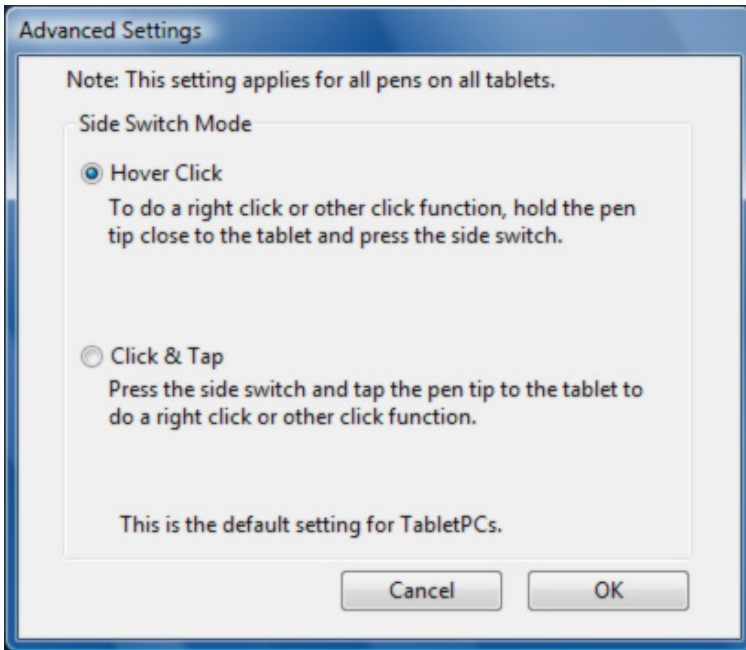 Advanced Settings
Note: This setting applies for all pens on all tablets.
Side Switch Mode
Hover Click
To do a right click or other click function, hold the pen
tip close to the tablet and press the side switch.
Click & Tap
Press the side switch and tap the pen tip to the tablet to
do a right click or other click function.
This is the default setting for TabletPCs.
Cancel OK